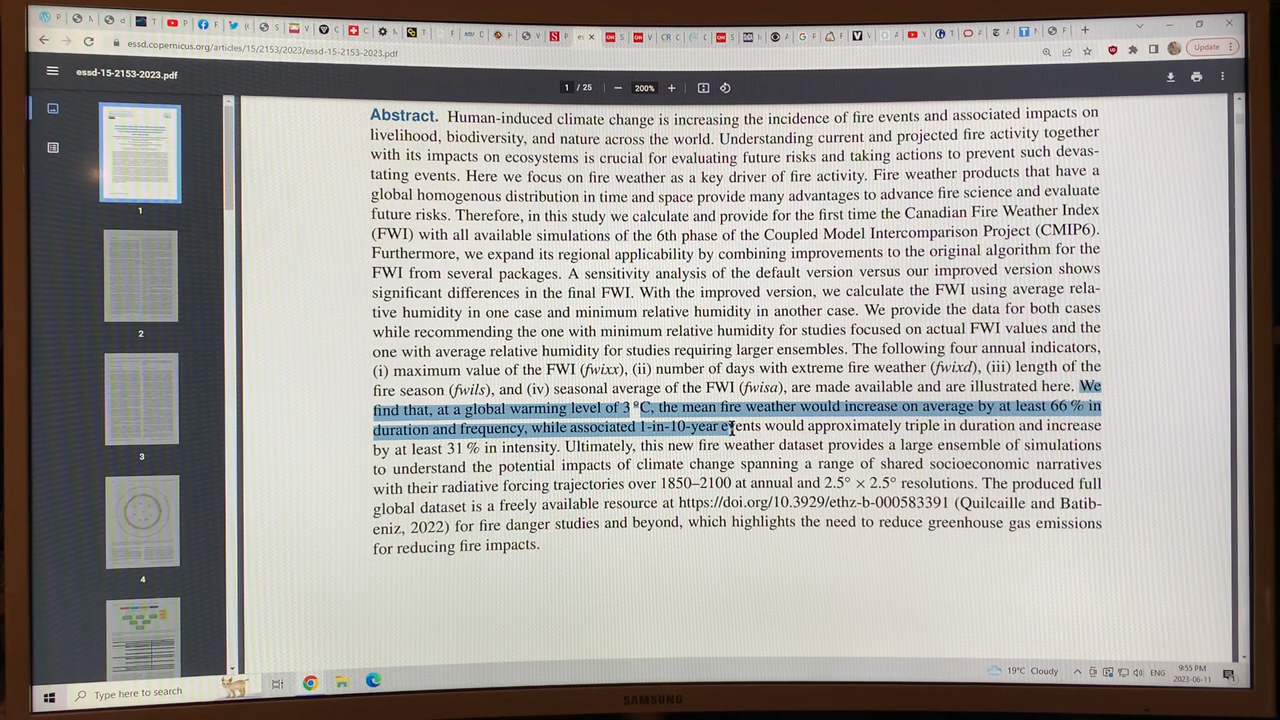 essd.copernicus.org/articles/15/2153/2023/essd-15-2153-2023.pdf
Update
essd-15-2153-2023.pdf
1 / 25
200%
Abstract. Human-induced climate change is increasing the incidence of fire events and associated impacts on
livelihood, biodiversity, and nature across the world. Understanding current and projected fire activity together
with its impacts on ecosystems is crucial for evaluating future risks and taking actions to prevent such devas-
tating events. Here we focus on fire weather as a key driver of fire activity. Fire weather products that have a
global homogenous distribution in time and space provide many advantages to advance fire science and evaluate
future risks. Therefore, in this study we calculate and provide for the first time the Canadian Fire Weather Index
(FWI) with all available simulations of the 6th phase of the Coupled Model Intercomparison Project (CMIP6).
Furthermore, we expand its regional applicability by combining improvements to the original algorithm for the
FWI from several packages. A sensitivity analysis of the default version versus our improved version shows
significant differences in the final FWI. With the improved version, we calculate the FWI using average rela-
tive humidity in one case and minimum relative humidity in another case. We provide the data for both cases
while recommending the one with minimum relative humidity for studies focused on actual FWI values and the
one with average relative humidity for studies requiring larger ensembles. The following four annual indicators,
(i) maximum value of the FWI (fwixx), (ii) number of days with extreme fire weather (fwixd), (iii) length of the
fire season (fwils), and (iv) seasonal average of the FWI (fwisa), are made available and are illustrated here. We
find that, at a global warming level of 3 °C, the mean fire weather would increase on average by at least 66 % in
duration and frequency, while associated 1-in-10-year events would approximately triple in duration and increase
by at least 31 % in intensity. Ultimately, this new fire weather dataset provides a large ensemble of simulations
to understand the potential impacts of climate change spanning a range of shared socioeconomic narratives
with their radiative forcing trajectories over 1850–2100 at annual and 2.5° × 2.5° resolutions. The produced full
global dataset is a freely available resource at https://doi.org/10.3929/ethz-b-000583391 (Quilcaille and Batib-
eniz, 2022) for fire danger studies and beyond, which highlights the need to reduce greenhouse gas emissions
for reducing fire impacts.
1
2
3
4
Type here to search
19°C Cloudy
ENG
9:55 PM
2023-06-11
SAMSUNG